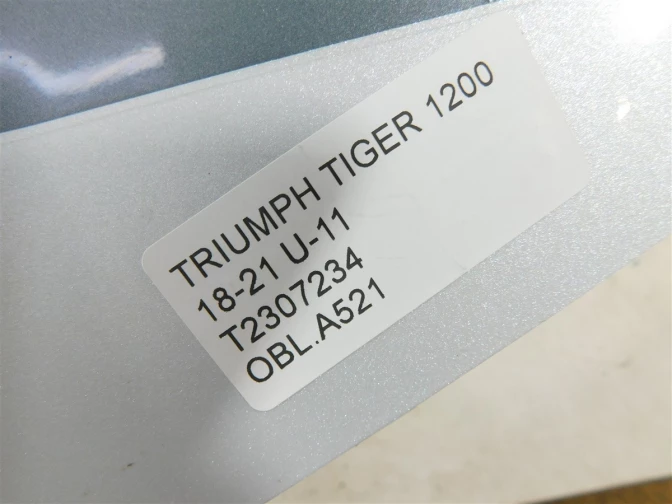 TRIUMPH TIGER 1200
18-21 U-11
T2307234
OBL.A521